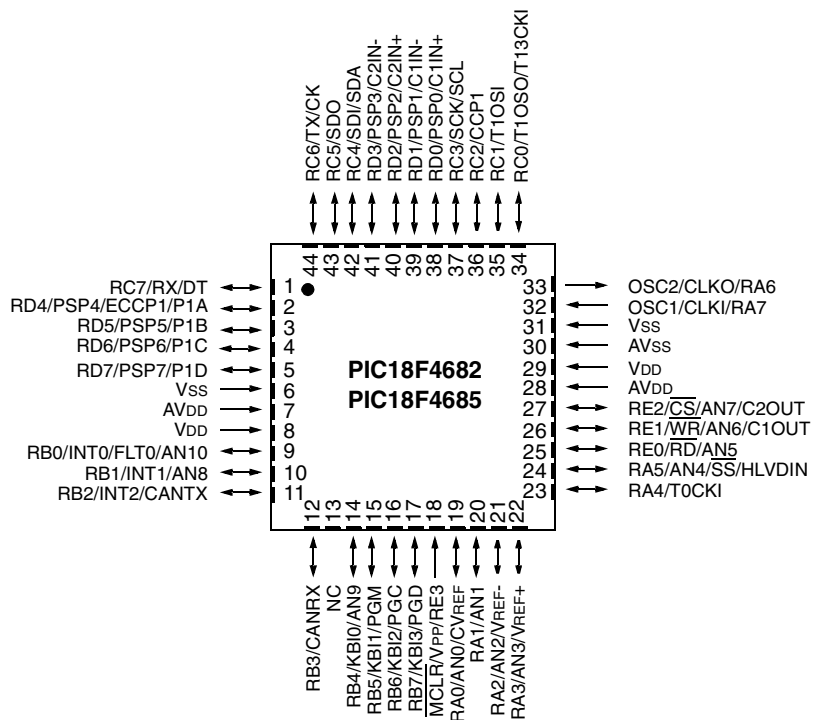 RC6/TX/CK
RC5/SDO
RC4/SDI/SDA
RD3/PSP3/C2IN-
RD2/PSP2/C2IN+
RD1/PSP1/C1IN-
RD0/PSP0/C1IN+
RC3/SCK/SCL
RC2/CCP1
RC1/T1OSI
RC0/T1OSO/T13CKI
44
43
42
41
40
39
38
37
36
35
34
RC7/RX/DT 1
RD4/PSP4/ECCP1/P1A 2
RD5/PSP5/P1B 3
RD6/PSP6/P1C 4
RD7/PSP7/P1D 5
VSS 6
AVDD 7
VDD 8
RB0/INT0/FLT0/AN10 9
RB1/INT1/AN8 10
RB2/INT2/CANTX 11
PIC18F4682
PIC18F4685
33 OSC2/CLKO/RA6
32 OSC1/CLKI/RA7
31 VSS
30 AVSS
29 VDD
28 AVDD
27 RE2/CS/AN7/C2OUT
26 RE1/WR/AN6/C1OUT
25 RE0/RD/AN5
24 RA5/AN4/SS/HLVDIN
23 RA4/T0CKI
12
13
14
15
16
17
18
19
20
21
22
RB3/CANRX
NC
RB4/KBI0/AN9
RB5/KBI1/PGM
RB6/KBI2/PGC
RB7/KBI3/PGD
MCLR/VPP/RE3
RA0/AN0/CVREF
RA1/AN1
RA2/AN2/VREF-
RA3/AN3/VREF+